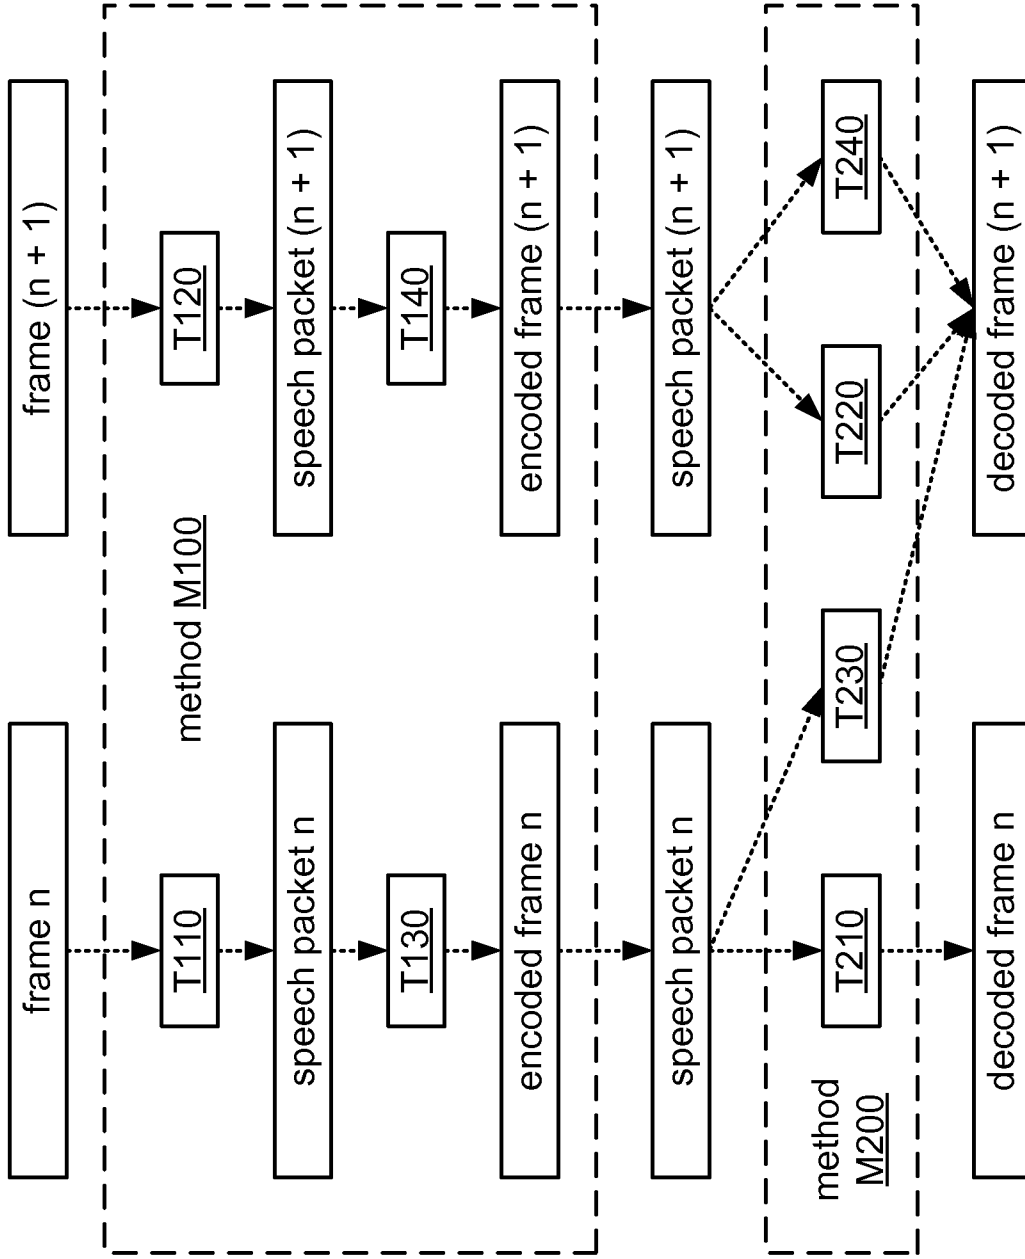 frame n
frame (n + 1)
method M100
T110
T120
speech packet n
speech packet (n + 1)
T130
T140
encoded frame n
encoded frame (n + 1)
speech packet n
speech packet (n + 1)
method
M200
T210
T230
T220
T240
decoded frame n
decoded frame (n + 1)